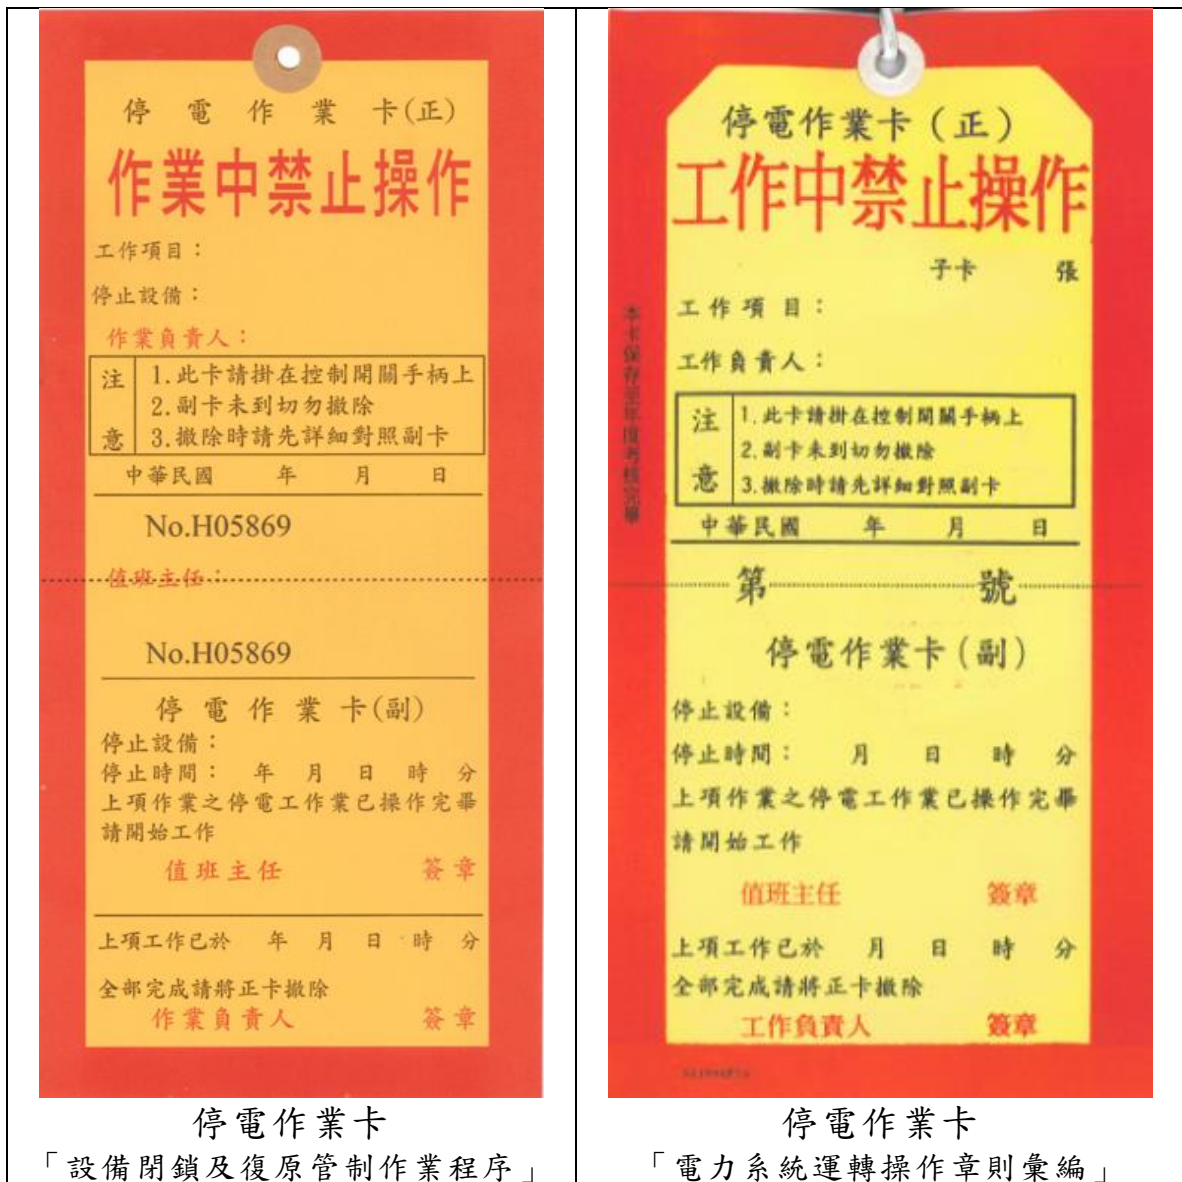 停電作業卡(正)
作業中禁止操作
工作項目：
停止設備：
作業負責人：
注意
1.此卡請掛在控制開關手柄上
2.副卡未到切勿撤除
3.撤除時請先詳細對照副卡
中華民國 年 月 日
No.H05869
值班主任：
No.H05869
停電作業卡(副)
停止設備：
停止時間： 年 月 日 時 分
上項作業之停電工作業已操作完畢
請開始工作
值班主任 簽章
上項工作已於 年 月 日 時 分
全部完成請將正卡撤除
作業負責人 簽章
停電作業卡
「設備閉鎖及復原管制作業程序」
停電作業卡（正）
工作中禁止操作
子卡 張
工作項目：
工作負責人：
注意
1.此卡請掛在控制開關手柄上
2.副卡未到切勿撤除
3.撤除時請先詳細對照副卡
中華民國 年 月 日
第 號
本卡保存至年度考核完畢
停電作業卡(副)
停止設備：
停止時間： 月 日 時 分
上項作業之停電工作業已操作完畢
請開始工作
值班主任 簽章
上項工作已於 月 日 時 分
全部完成請將正卡撤除
工作負責人 簽章
停電作業卡
「電力系統運轉操作章則彙編」